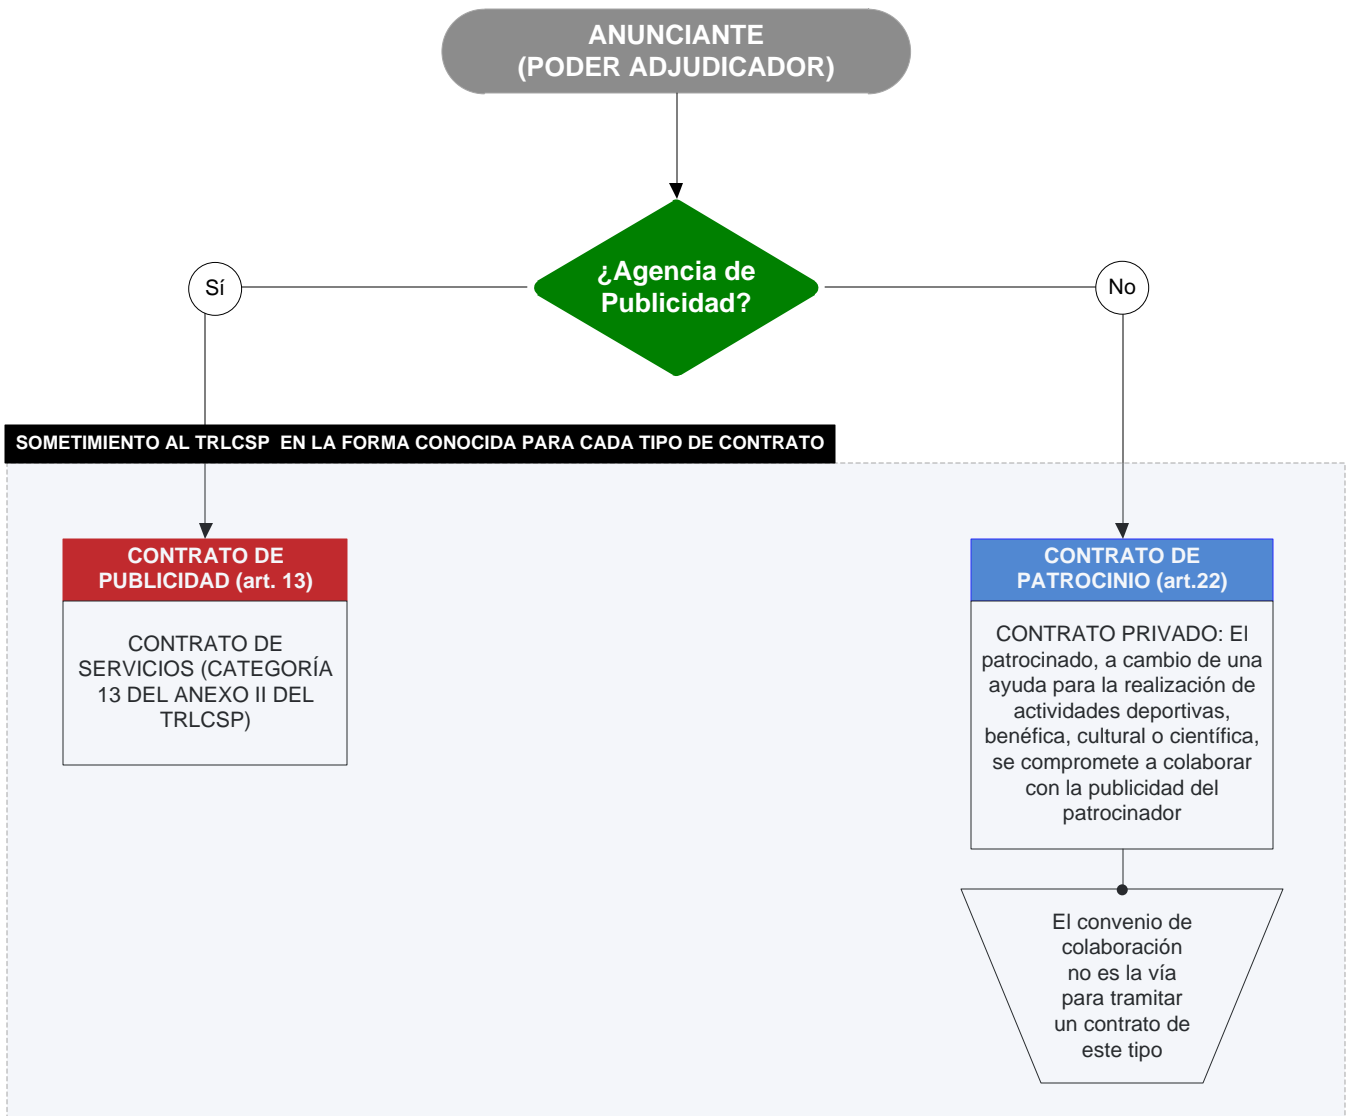 ANUNCIANTE
(PODER ADJUDICADOR)
¿Agencia de
Publicidad?
Sí
No
SOMETIMIENTO AL TRLCSP EN LA FORMA CONOCIDA PARA CADA TIPO DE CONTRATO
CONTRATO DE
PUBLICIDAD (art. 13)
CONTRATO DE
SERVICIOS (CATEGORÍA
13 DEL ANEXO II DEL
TRLCSP)
CONTRATO DE
PATROCINIO (art.22)
CONTRATO PRIVADO: El
patrocinado, a cambio de una
ayuda para la realización de
actividades deportivas,
benéfica, cultural o científica,
se compromete a colaborar
con la publicidad del
patrocinador
El convenio de
colaboración
no es la vía
para tramitar
un contrato de
este tipo